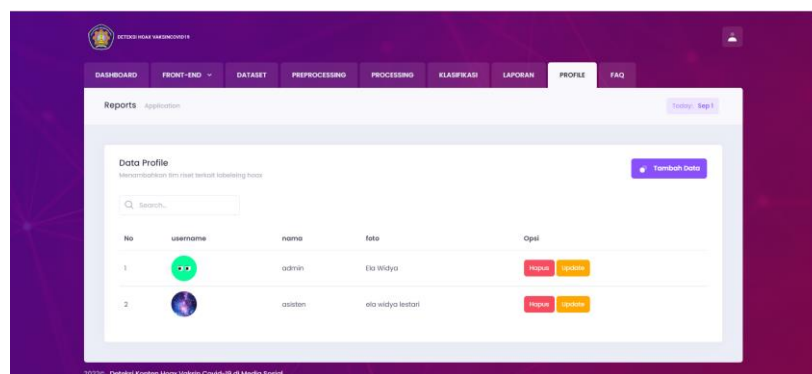 DETEKSI HOAX VAKSINCOVID19
DASHBOARD FRONT-END DATASET PREPROCESSING PROCESSING KLASIFIKASI LAPORAN PROFILE FAQ
Reports Application Today: Sep 1
Data Profile
Menambahkan tim riset terkait labeleing hoax
Tambah Data
Search...
No username nama foto Opsi
1 admin Ela Widya Hapus Update
2 asisten ela widya lestari Hapus Update
2023© Deteksi Konten Hoax Vaksin Covid-19 di Media Sosial